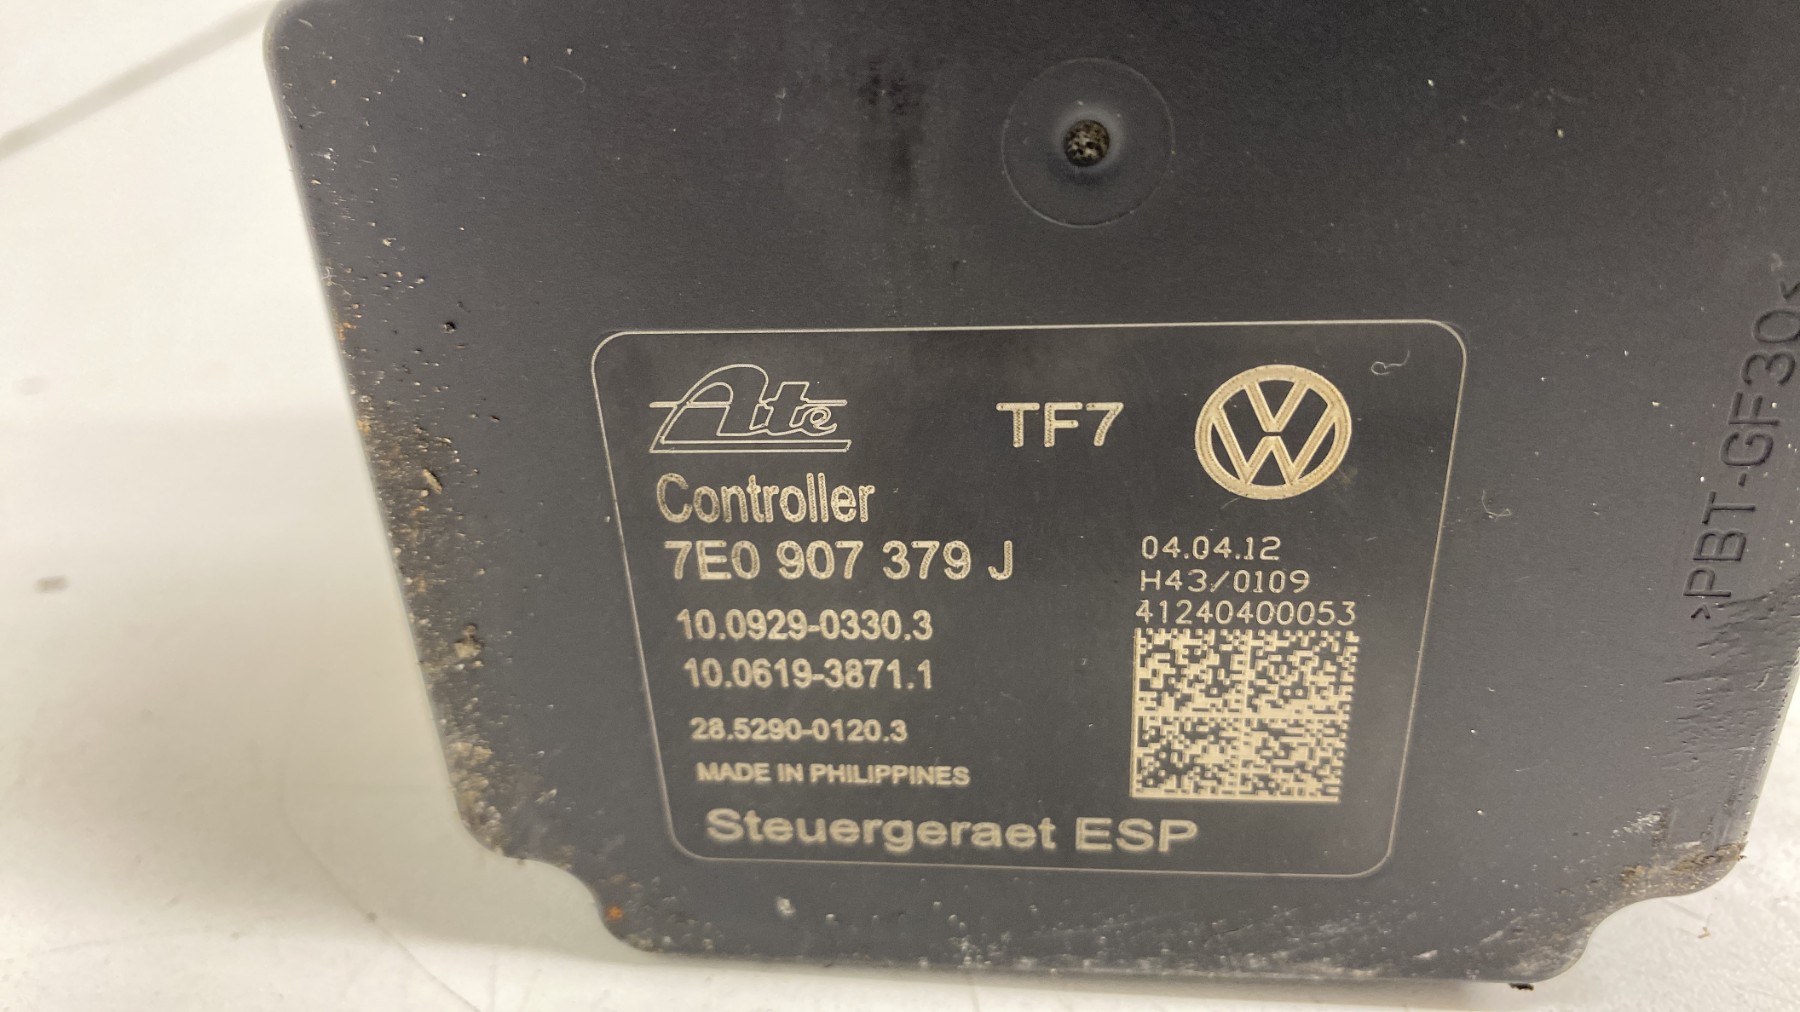 Ate
TF7
Controller
7E0 907 379 J
10.0929-0330.3
10.0619-3871.1
28.5290-0120.3
MADE IN PHILIPPINES
Steuergeraet ESP
04.04.12
H43/0109
41240400053
>PBT-GF30<